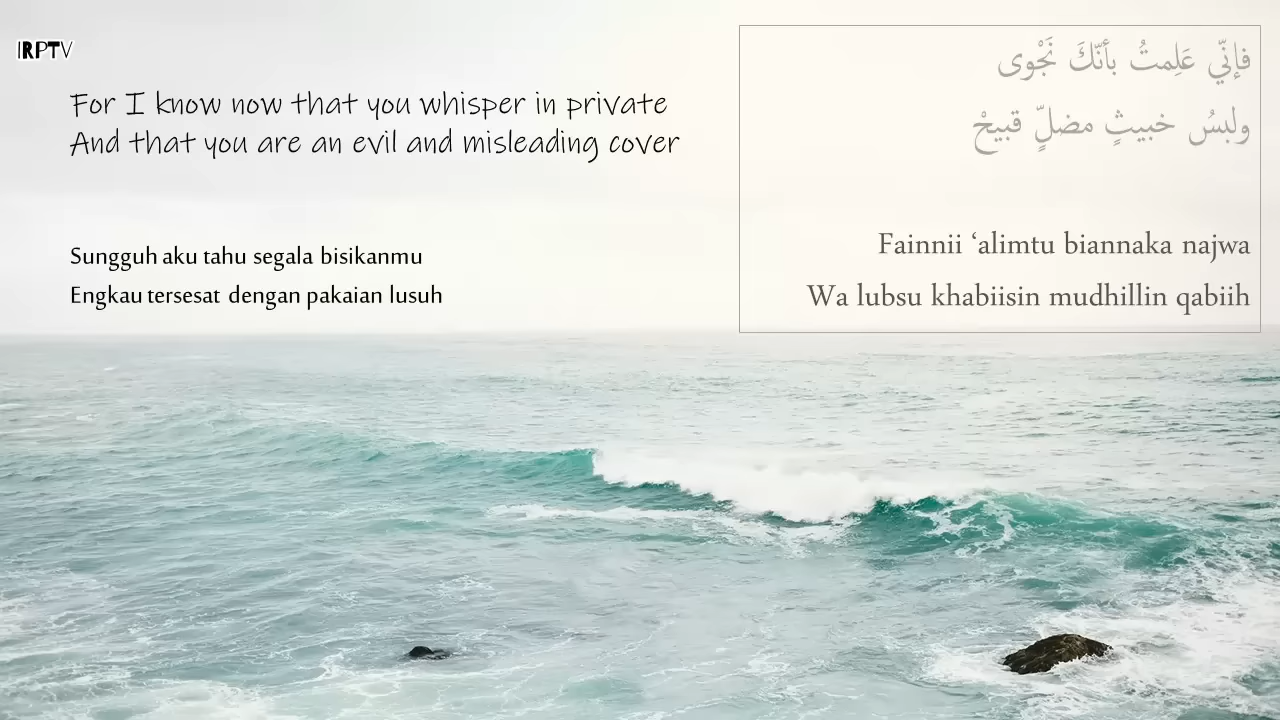 IRPTV
For I know now that you whisper in private
And that you are an evil and misleading cover
Sungguh aku tahu segala bisikanmu
Engkau tersesat dengan pakaian lusuh
فإنّي عَلِمتُ بأنّكَ نَجْوى
ولبسُ خبيثٍ مضلٍّ قبيحْ
Fainnii ‘alimtu biannaka najwa
Wa lubsu khabiisin mudhillin qabiih